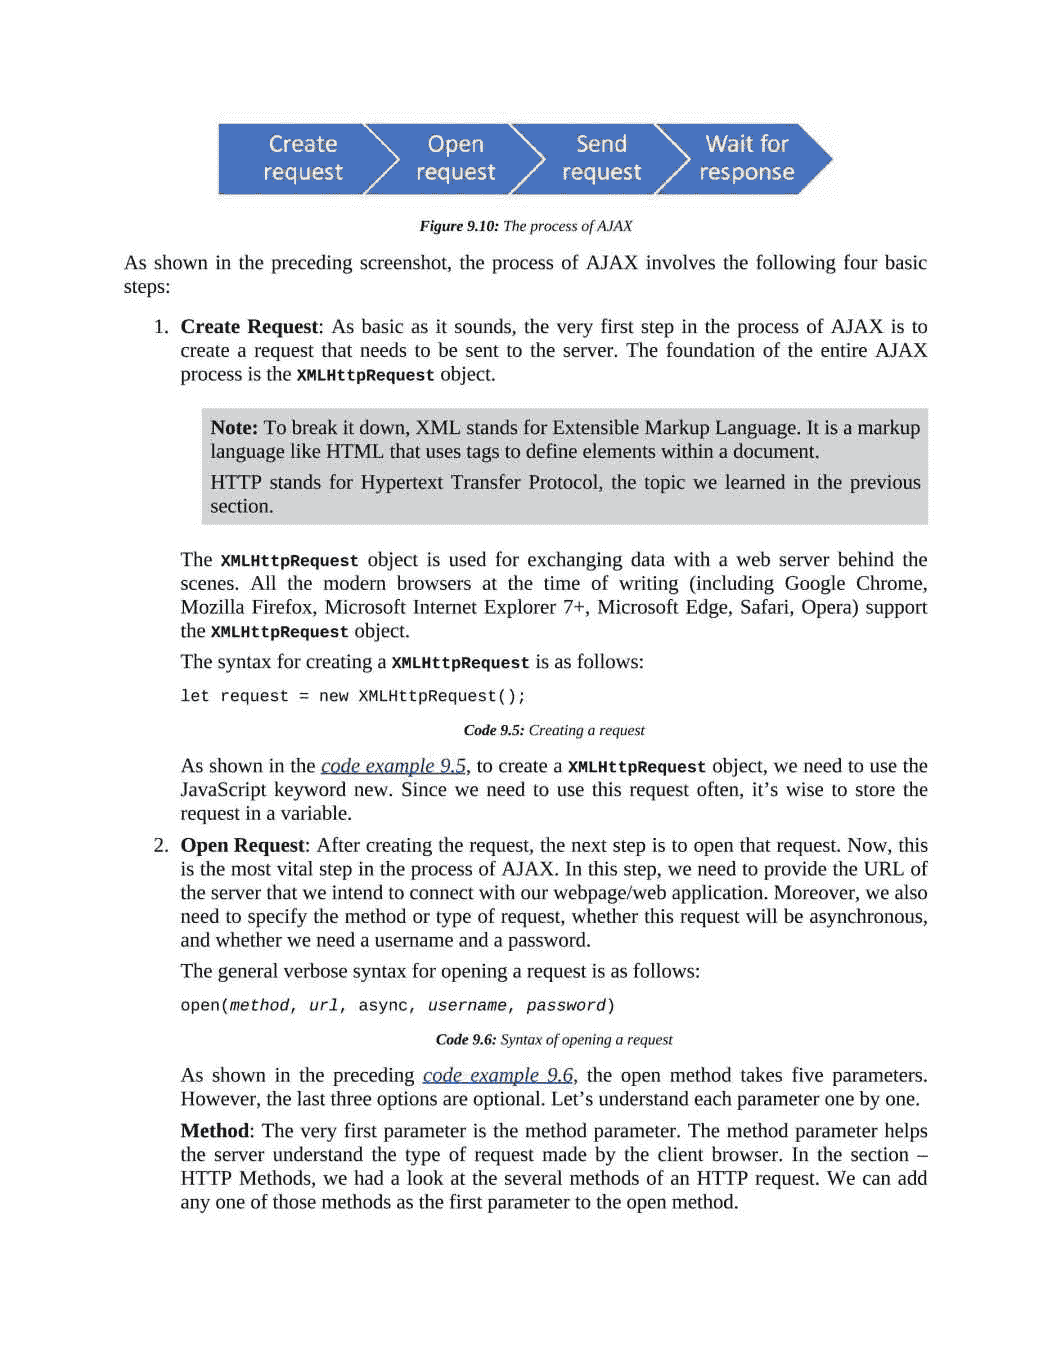 Create request
Open request
Send request
Wait for response
Figure 9.10: The process of AJAX
As shown in the preceding screenshot, the process of AJAX involves the following four basic
steps:
1. Create Request: As basic as it sounds, the very first step in the process of AJAX is to
create a request that needs to be sent to the server. The foundation of the entire AJAX
process is the XMLHttpRequest object.
Note: To break it down, XML stands for Extensible Markup Language. It is a markup
language like HTML that uses tags to define elements within a document.
HTTP stands for Hypertext Transfer Protocol, the topic we learned in the previous
section.
The XMLHttpRequest object is used for exchanging data with a web server behind the
scenes. All the modern browsers at the time of writing (including Google Chrome,
Mozilla Firefox, Microsoft Internet Explorer 7+, Microsoft Edge, Safari, Opera) support
the XMLHttpRequest object.
The syntax for creating a XMLHttpRequest is as follows:
let request = new XMLHttpRequest();
Code 9.5: Creating a request
As shown in the code example 9.5, to create a XMLHttpRequest object, we need to use the
JavaScript keyword new. Since we need to use this request often, it’s wise to store the
request in a variable.
2. Open Request: After creating the request, the next step is to open that request. Now, this
is the most vital step in the process of AJAX. In this step, we need to provide the URL of
the server that we intend to connect with our webpage/web application. Moreover, we also
need to specify the method or type of request, whether this request will be asynchronous,
and whether we need a username and a password.
The general verbose syntax for opening a request is as follows:
open(method, url, async, username, password)
Code 9.6: Syntax of opening a request
As shown in the preceding code example 9.6, the open method takes five parameters.
However, the last three options are optional. Let’s understand each parameter one by one.
Method: The very first parameter is the method parameter. The method parameter helps
the server understand the type of request made by the client browser. In the section –
HTTP Methods, we had a look at the several methods of an HTTP request. We can add
any one of those methods as the first parameter to the open method.